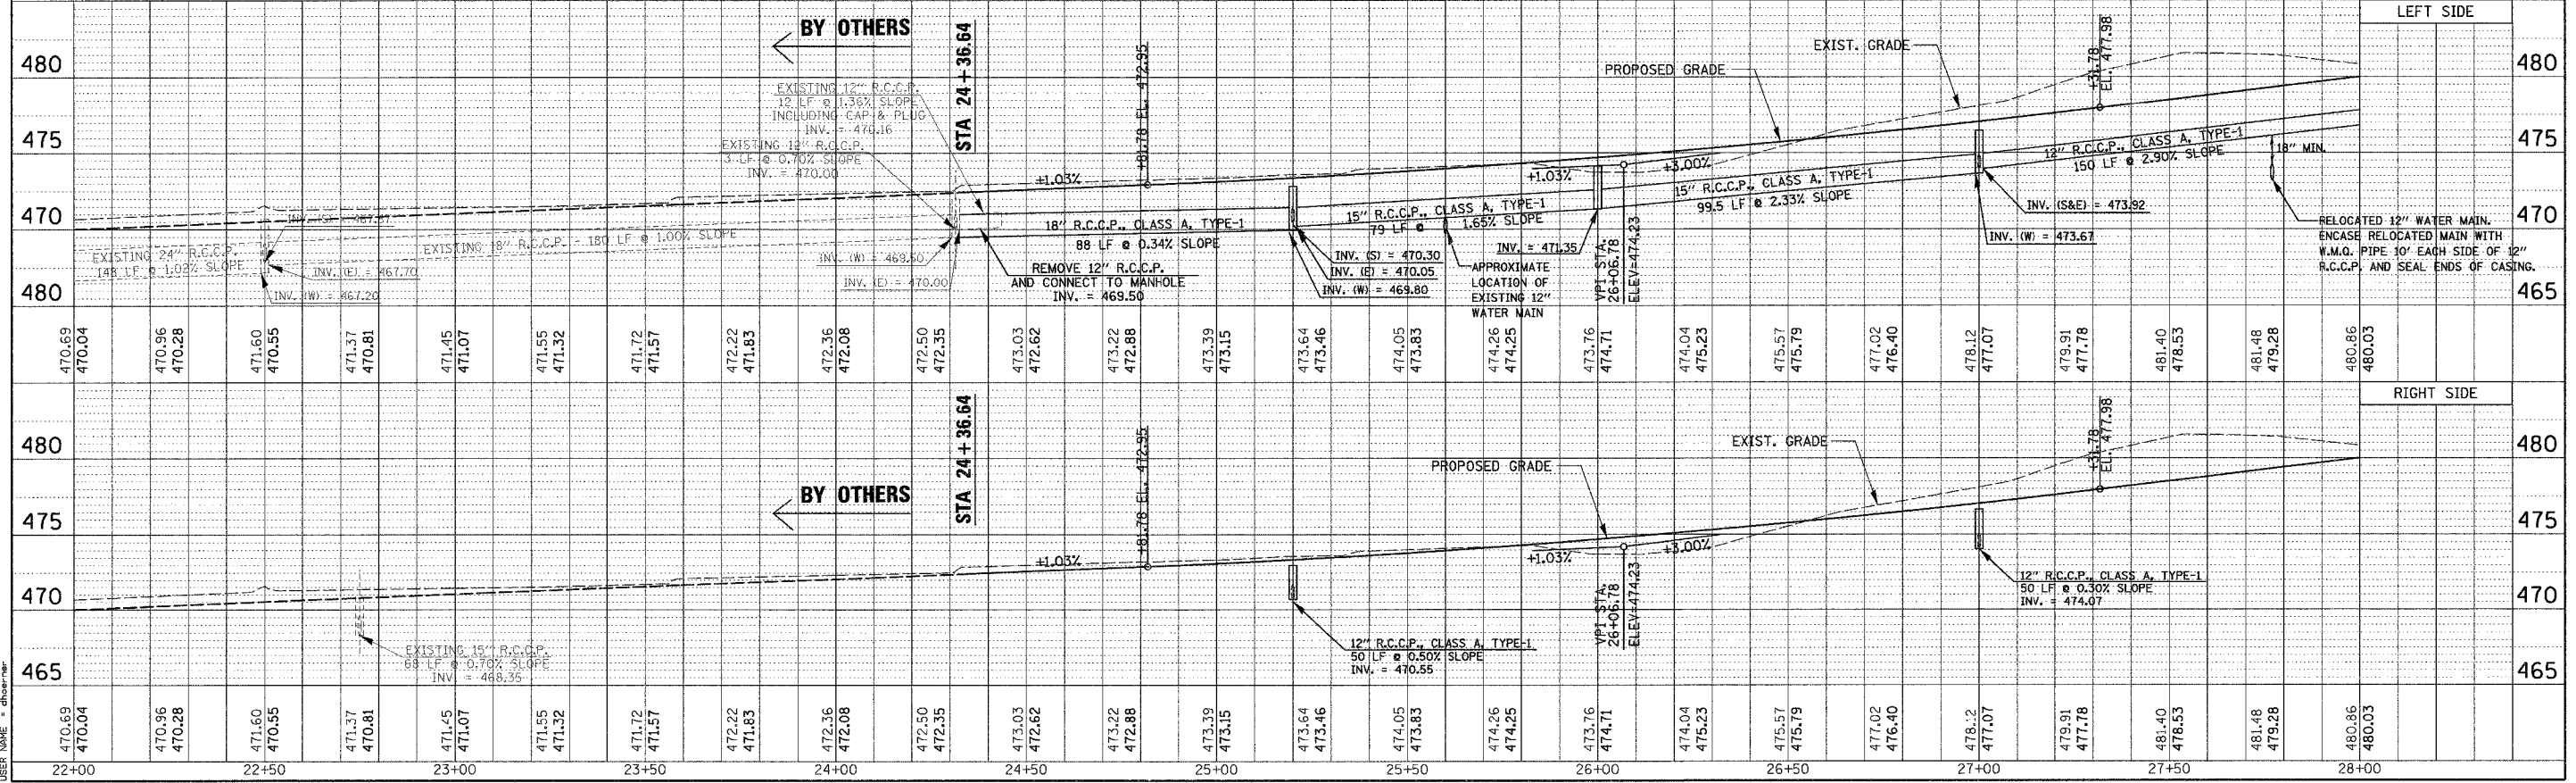 LEFT SIDE
BY OTHERS
STA 24+36.64
+81.78 EL. 472.95
+31.78
EL. 477.98
480
475
470
480
480
475
470
465
EXIST. GRADE
PROPOSED GRADE
EXISTING 12" R.C.C.P.
12 LF @ 1.36% SLOPE
INCLUDING CAP & PLUG
INV. = 470.16
EXISTING 12" R.C.C.P.
3 LF @ 0.70% SLOPE
INV. = 470.00
+1.03%
+1.03%
+3.00%
EXISTING 24" R.C.C.P.
148 LF @ 1.02% SLOPE
INV. (E) = 467.70
INV. (W) = 467.20
EXISTING 18" R.C.C.P. - 180 LF @ 1.00% SLOPE
INV. (W) = 469.50
INV. (E) = 470.00
18" R.C.C.P., CLASS A, TYPE-1
88 LF @ 0.34% SLOPE
REMOVE 12" R.C.C.P.
AND CONNECT TO MANHOLE
INV. = 469.50
15" R.C.C.P., CLASS A, TYPE-1
79 LF @ 1.65% SLOPE
INV. (S) = 470.30
INV. (E) = 470.05
INV. (W) = 469.80
APPROXIMATE
LOCATION OF
EXISTING 12"
WATER MAIN
INV. = 471.35
VPI STA.
26+06.78
ELEV=474.23
15" R.C.C.P., CLASS A, TYPE-1
99.5 LF @ 2.33% SLOPE
12" R.C.C.P., CLASS A, TYPE-1
150 LF @ 2.90% SLOPE
18" MIN.
INV. (S&E) = 473.92
INV. (W) = 473.67
RELOCATED 12" WATER MAIN.
ENCASE RELOCATED MAIN WITH
W.M.Q. PIPE 10' EACH SIDE OF 12"
R.C.C.P. AND SEAL ENDS OF CASING.
470.69 470.96 471.60 471.37 471.45 471.55 471.72 472.22 472.36 472.50 473.03 473.22 473.39 473.64 474.05 474.26 473.76 474.04 475.57 477.02 478.12 479.91 481.40 481.48 480.86
470.04 470.28 470.55 470.81 471.07 471.32 471.57 471.83 472.08 472.35 472.62 472.88 473.15 473.46 473.83 474.25 474.71 475.23 475.79 476.40 477.07 477.78 478.53 479.28 480.03
RIGHT SIDE
BY OTHERS
STA 24+36.64
+81.78 EL. 472.95
+31.78
EL. 477.98
480
475
470
465
480
475
470
465
EXIST. GRADE
PROPOSED GRADE
+1.03%
+1.03%
+3.00%
EXISTING 15" R.C.C.P.
68 LF @ 0.70% SLOPE
INV. = 468.35
12" R.C.C.P., CLASS A, TYPE-1
50 LF @ 0.50% SLOPE
INV. = 470.55
VPI STA.
26+06.78
ELEV=474.23
12" R.C.C.P., CLASS A, TYPE-1
50 LF @ 0.30% SLOPE
INV. = 474.07
470.69 470.96 471.60 471.37 471.45 471.55 471.72 472.22 472.36 472.50 473.03 473.22 473.39 473.64 474.05 474.26 473.76 474.04 475.57 477.02 478.12 479.91 481.40 481.48 480.86
470.04 470.28 470.55 470.81 471.07 471.32 471.57 471.83 472.08 472.35 472.62 472.88 473.15 473.46 473.83 474.25 474.71 475.23 475.79 476.40 477.07 477.78 478.53 479.28 480.03
22+00 22+50 23+00 23+50 24+00 24+50 25+00 25+50 26+00 26+50 27+00 27+50 28+00
USER NAME = dhoerner